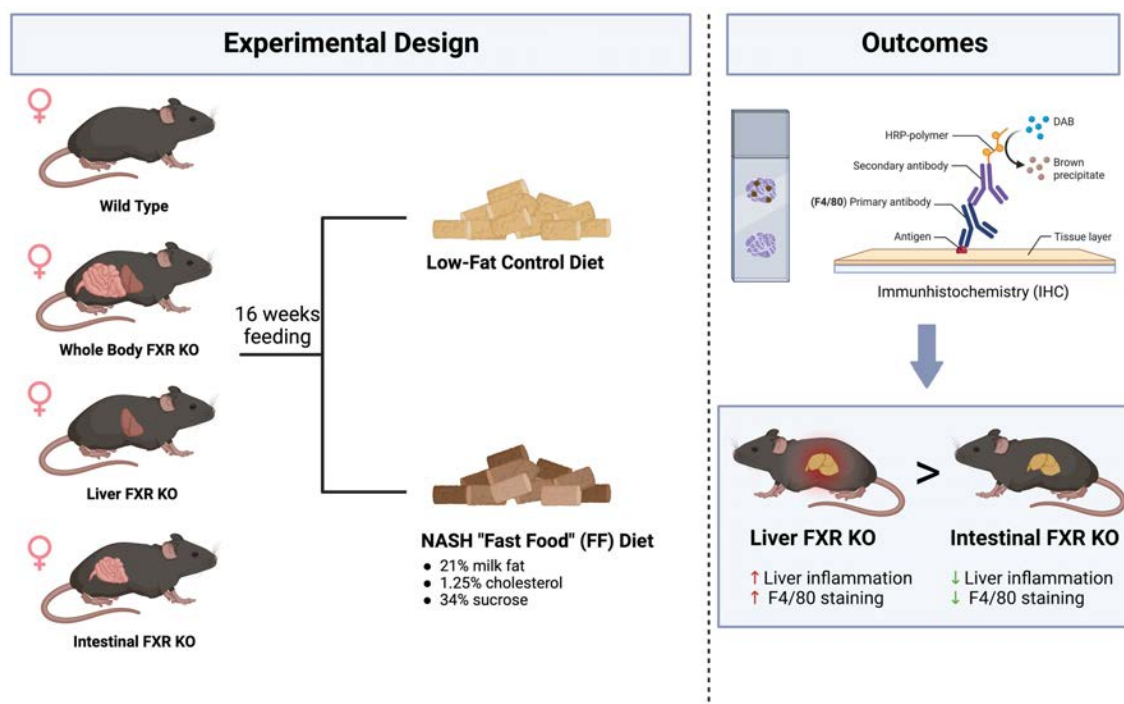 Experimental Design
♀
Wild Type
♀
Whole Body FXR KO
♀
Liver FXR KO
♀
Intestinal FXR KO
16 weeks
feeding
Low-Fat Control Diet
NASH "Fast Food" (FF) Diet
● 21% milk fat
● 1.25% cholesterol
● 34% sucrose
Outcomes
DAB
HRP-polymer
Secondary antibody
Brown
precipitate
(F4/80) Primary antibody
Antigen
Tissue layer
Immunhistochemistry (IHC)
>
Liver FXR KO
↑ Liver inflammation
↑ F4/80 staining
Intestinal FXR KO
↓ Liver inflammation
↓ F4/80 staining